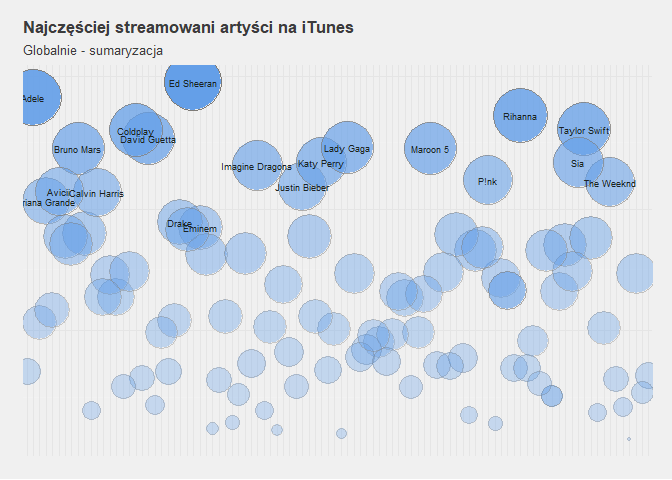 Najczęściej streamowani artyści na iTunes
Globalnie - sumaryzacja
Ed Sheeran
Adele
Rihanna
Coldplay
Taylor Swift
David Guetta
Bruno Mars
Lady Gaga
Maroon 5
Imagine Dragons
Katy Perry
Sia
P!nk
The Weeknd
Justin Bieber
Avicii
Calvin Harris
riana Grande
Drake
Eminem